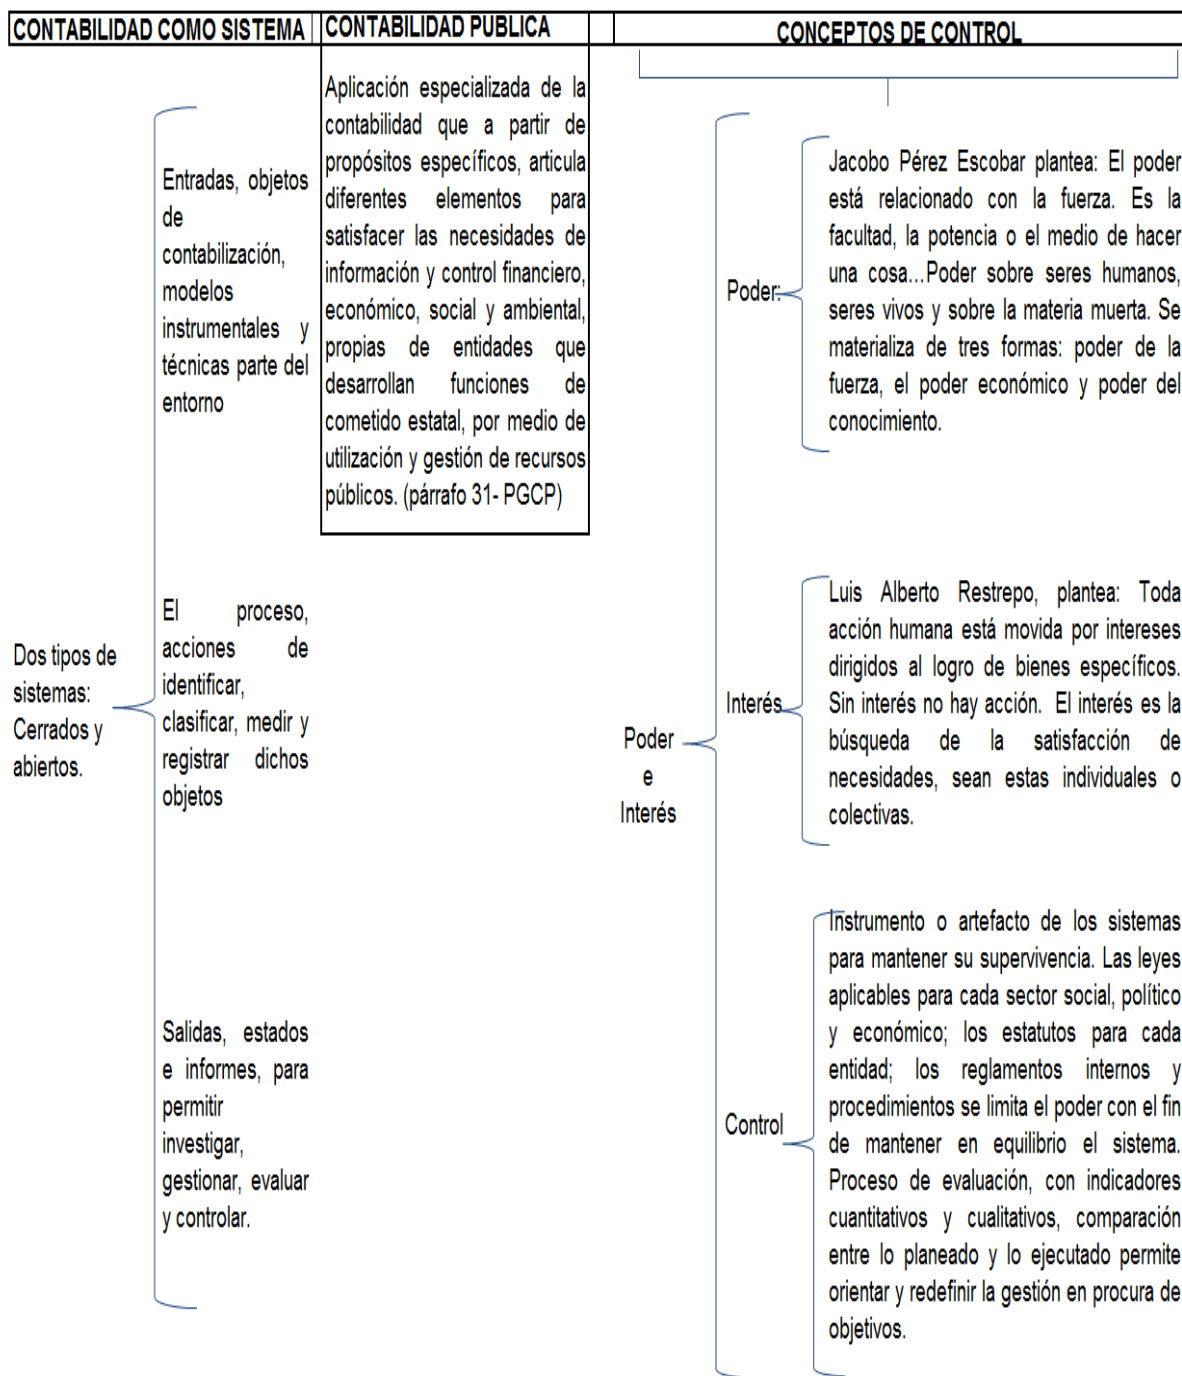 CONTABILIDAD COMO SISTEMA
CONTABILIDAD PUBLICA
CONCEPTOS DE CONTROL
Dos tipos de
sistemas:
Cerrados y
abiertos.
Entradas, objetos
de
contabilización,
modelos
instrumentales y
técnicas parte del
entorno
El proceso,
acciones de
identificar,
clasificar, medir y
registrar dichos
objetos
Salidas, estados
e informes, para
permitir
investigar,
gestionar, evaluar
y controlar.
Aplicación especializada de la
contabilidad que a partir de
propósitos específicos, articula
diferentes elementos para
satisfacer las necesidades de
información y control financiero,
económico, social y ambiental,
propias de entidades que
desarrollan funciones de
cometido estatal, por medio de
utilización y gestión de recursos
públicos. (párrafo 31- PGCP)
Poder
e
Interés
Poder:
Jacobo Pérez Escobar plantea: El poder
está relacionado con la fuerza. Es la
facultad, la potencia o el medio de hacer
una cosa…Poder sobre seres humanos,
seres vivos y sobre la materia muerta. Se
materializa de tres formas: poder de la
fuerza, el poder económico y poder del
conocimiento.
Interés
Luis Alberto Restrepo, plantea: Toda
acción humana está movida por intereses
dirigidos al logro de bienes específicos.
Sin interés no hay acción. El interés es la
búsqueda de la satisfacción de
necesidades, sean estas individuales o
colectivas.
Control
Instrumento o artefacto de los sistemas
para mantener su supervivencia. Las leyes
aplicables para cada sector social, político
y económico; los estatutos para cada
entidad; los reglamentos internos y
procedimientos se limita el poder con el fin
de mantener en equilibrio el sistema.
Proceso de evaluación, con indicadores
cuantitativos y cualitativos, comparación
entre lo planeado y lo ejecutado permite
orientar y redefinir la gestión en procura de
objetivos.